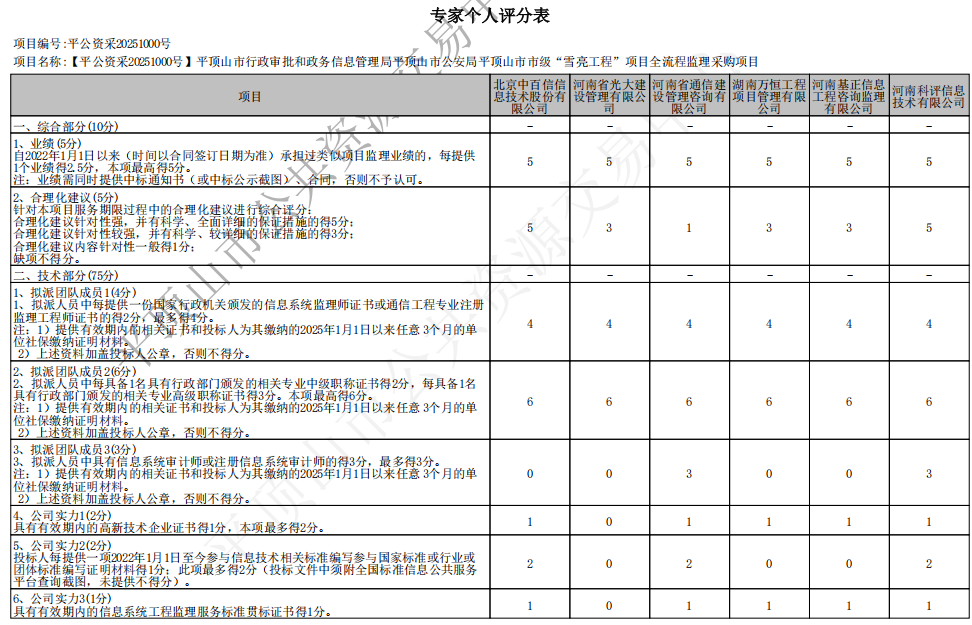 专家个人评分表
项目编号:平公资采20251000号
项目名称:【平公资采20251000号】平顶山市行政审批和政务信息管理局平顶山市公安局平顶山市市级“雪亮工程”项目全流程监理采购项目
项目 北京中百信信息技术股份有限公司 河南省光大建设管理有限公司 河南省通信建设管理咨询有限公司 湖南万恒工程项目管理有限公司 河南基正信息工程咨询监理有限公司 河南科评信息技术有限公司
一、综合部分(10分) – – – – – –
1、业绩(5分)
自2022年1月1日以来（时间以合同签订日期为准）承担过类似项目监理业绩的，每提供
1个业绩得2.5分，本项最高得5分。
注：业绩需同时提供中标通知书（或中标公示截图）、合同，否则不予认可。
5 5 5 5 5 5
2、合理化建议(5分)
针对本项目服务期限过程中的合理化建议进行综合评分：
合理化建议针对性强，并有科学、全面详细的保证措施的得5分；
合理化建议针对性较强，并有科学、较详细的保证措施的得3分；
合理化建议内容针对性一般得1分；
缺项不得分。
5 3 1 3 3 5
二、技术部分(75分) – – – – – –
1、拟派团队成员1(4分)
1、拟派人员中每提供一份国家行政机关颁发的信息系统监理师证书或通信工程专业注册
监理工程师证书的得2分，最多得4分。
注：1）提供有效期内的相关证书和投标人为其缴纳的2025年1月1日以来任意 3个月的单
位社保缴纳证明材料。
2）上述资料加盖投标人公章，否则不得分。
4 4 4 4 4 4
2、拟派团队成员2(6分)
2、拟派人员中每具备1名具有行政部门颁发的相关专业中级职称证书得2分，每具备1名
具有行政部门颁发的相关专业高级职称证书得3分。本项最高得6分。
注：1）提供有效期内的相关证书和投标人为其缴纳的2025年1月1日以来任意 3个月的单
位社保缴纳证明材料。
2）上述资料加盖投标人公章，否则不得分。
6 6 6 6 6 6
3、拟派团队成员3(3分)
3、拟派人员中具有信息系统审计师或注册信息系统审计师的得3分，最多得3分。
注：1）提供有效期内的相关证书和投标人为其缴纳的2025年1月1日以来任意 3个月的单
位社保缴纳证明材料。
2）上述资料加盖投标人公章，否则不得分。
0 0 3 0 0 3
4、公司实力1(2分)
具有有效期内的高新技术企业证书得1分，本项最多得2分。
1 0 1 1 1 1
5、公司实力2(2分)
投标人每提供一项2022年1月1日至今参与信息技术相关标准编写参与国家标准或行业或
团体标准编写证明材料得1分；此项最多得2分（投标文件中须附全国标准信息公共服务
平台查询截图，未提供不得分）。
2 0 2 0 0 2
6、公司实力3(1分)
具有有效期内的信息系统工程监理服务标准贯标证书得1分。
1 0 1 1 1 1
平顶山市公共资源交易中
平顶山市公共资源交易中